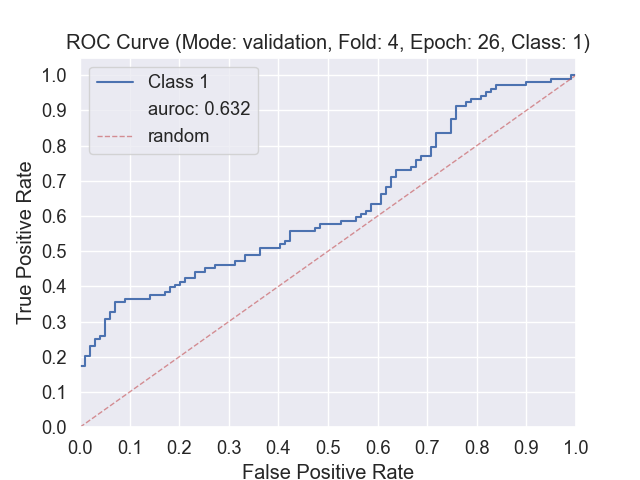 ROC Curve (Mode: validation, Fold: 4, Epoch: 26, Class: 1)
Class 1
auroc: 0.632
random
True Positive Rate
1.0
0.9
0.8
0.7
0.6
0.5
0.4
0.3
0.2
0.1
0.0
0.0 0.1 0.2 0.3 0.4 0.5 0.6 0.7 0.8 0.9 1.0
False Positive Rate